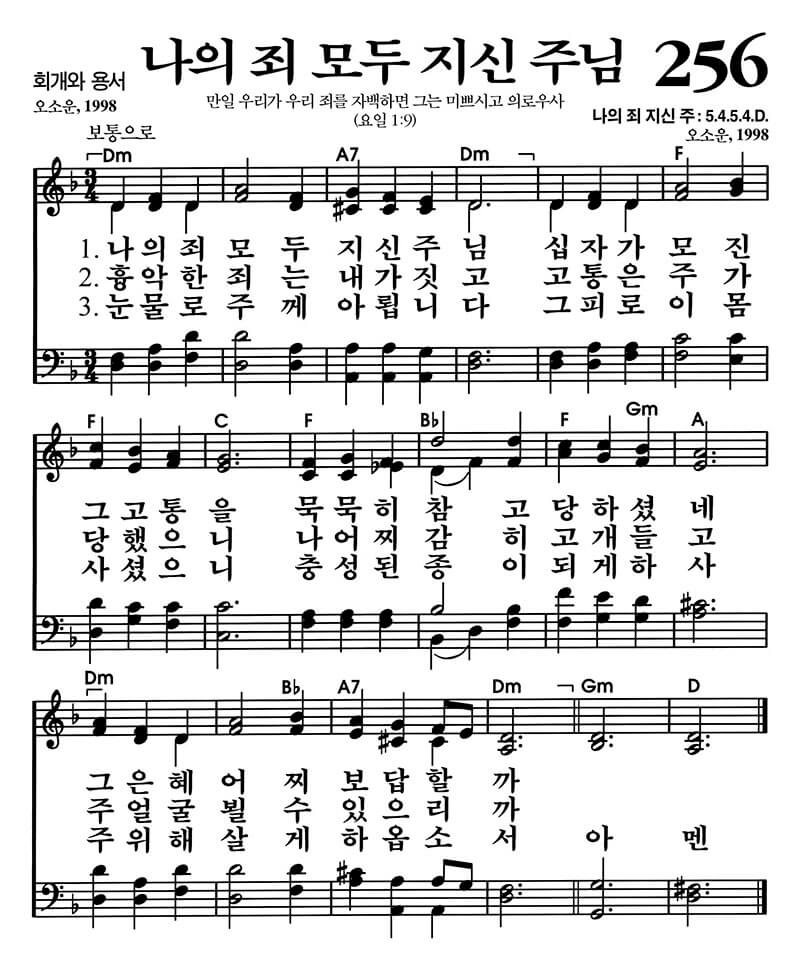 회개와 용서
나의 죄 모두 지신 주님 256
오소운, 1998
만일 우리가 우리 죄를 자백하면 그는 미쁘시고 의로우사
(요일 1:9)
나의 죄 지신 주 : 5.4.5.4.D.
오소운, 1998
보통으로
Dm A7 Dm F
3
4
1. 나의죄 모두 지신주님 십자가 모진
2. 흉악한 죄는 내가짓고 고통은 주가
3. 눈물로 주께 아룁니다 그피로 이몸
3
4
F C F B♭ F Gm A
그고통을 묵묵히 참고당하셨네
당했으니 나어찌 감히고개들고
사셨으니 충성된 종이되게하사
Dm B♭ A7 Dm Gm D
그은혜 어찌 보답할까
주얼굴 뵐수 있으리까
주위해 살게 하옵소서 아멘